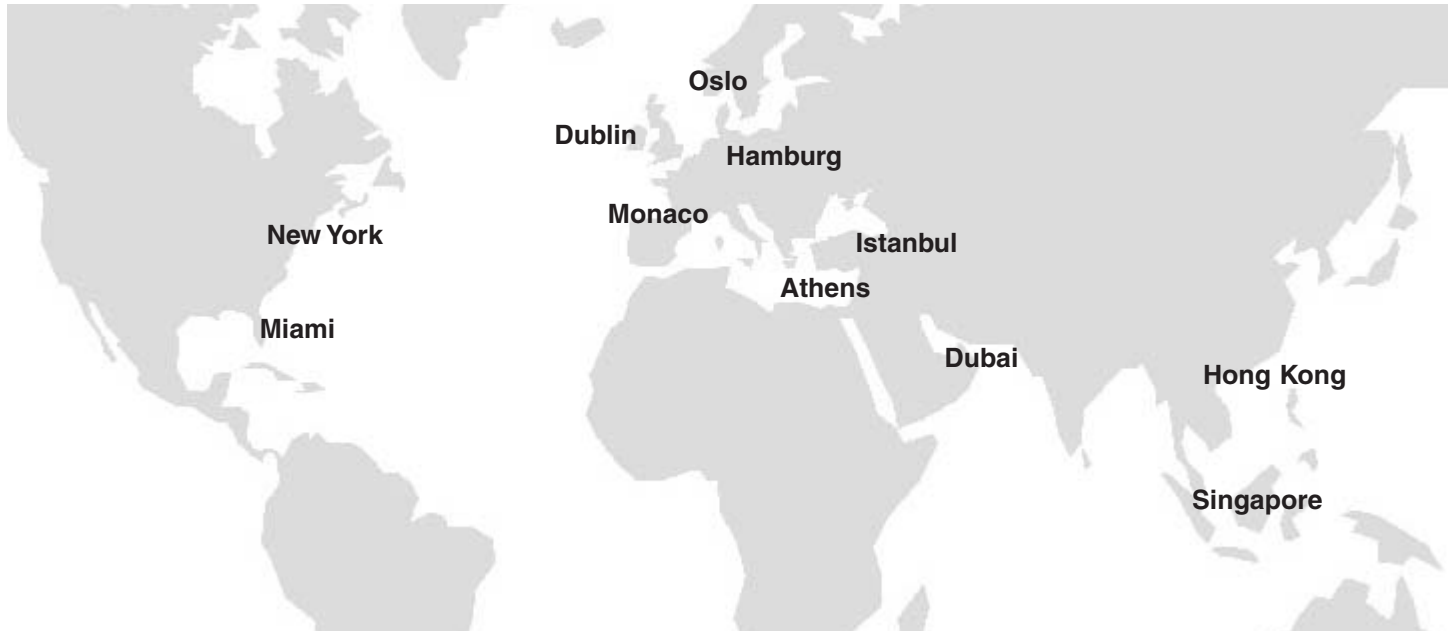 Oslo
Dublin
Hamburg
Monaco
New York
Istanbul
Athens
Miami
Dubai
Hong Kong
Singapore